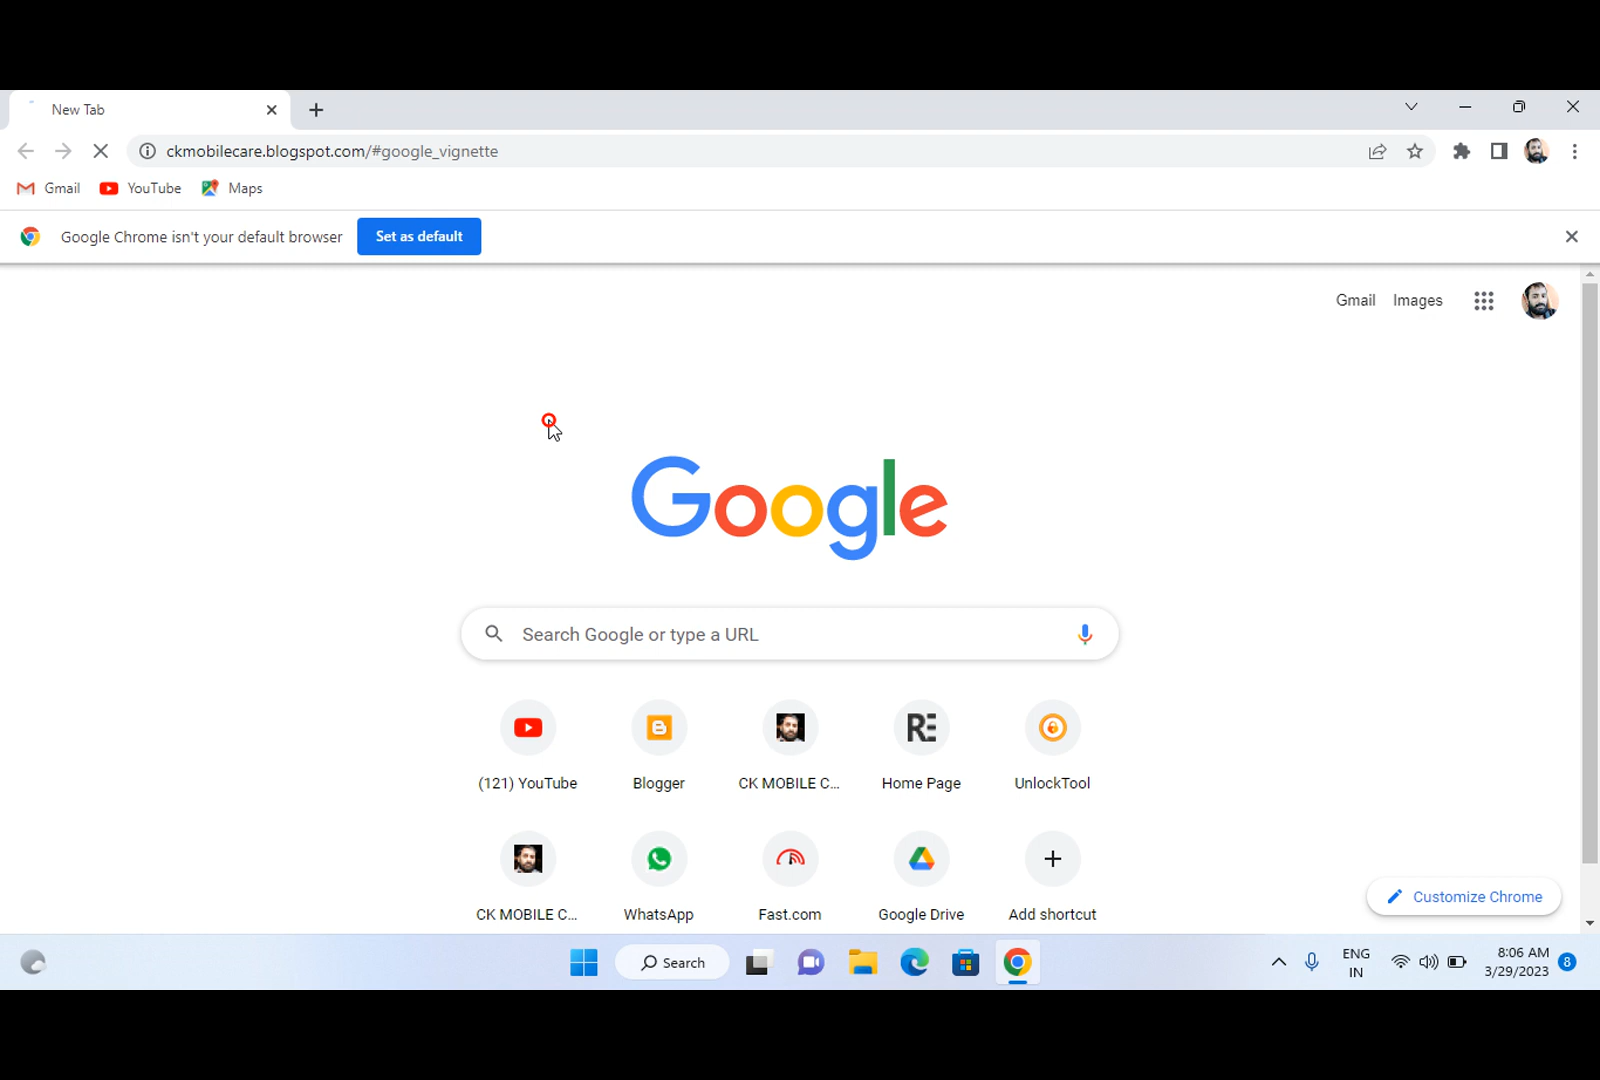 New Tab
ckmobilecare.blogspot.com/#google_vignette
Gmail YouTube Maps
Google Chrome isn't your default browser Set as default
Gmail Images
Google
Search Google or type a URL
(121) YouTube Blogger CK MOBILE C... Home Page UnlockTool
CK MOBILE C... WhatsApp Fast.com Google Drive Add shortcut
Customize Chrome
Search
ENG
IN
8:06 AM
3/29/2023
8